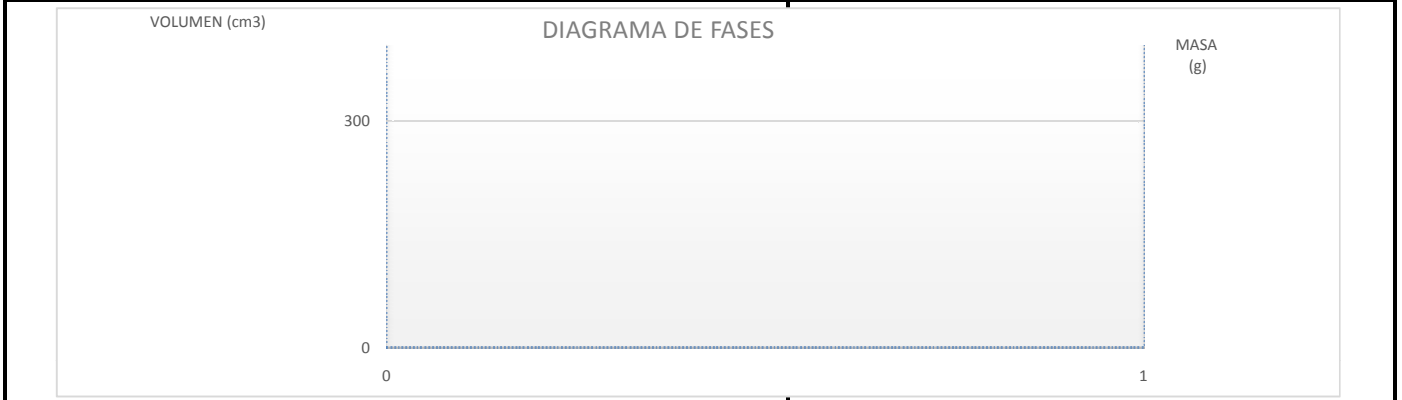 VOLUMEN (cm3)
DIAGRAMA DE FASES
MASA
(g)
300
0
0
1